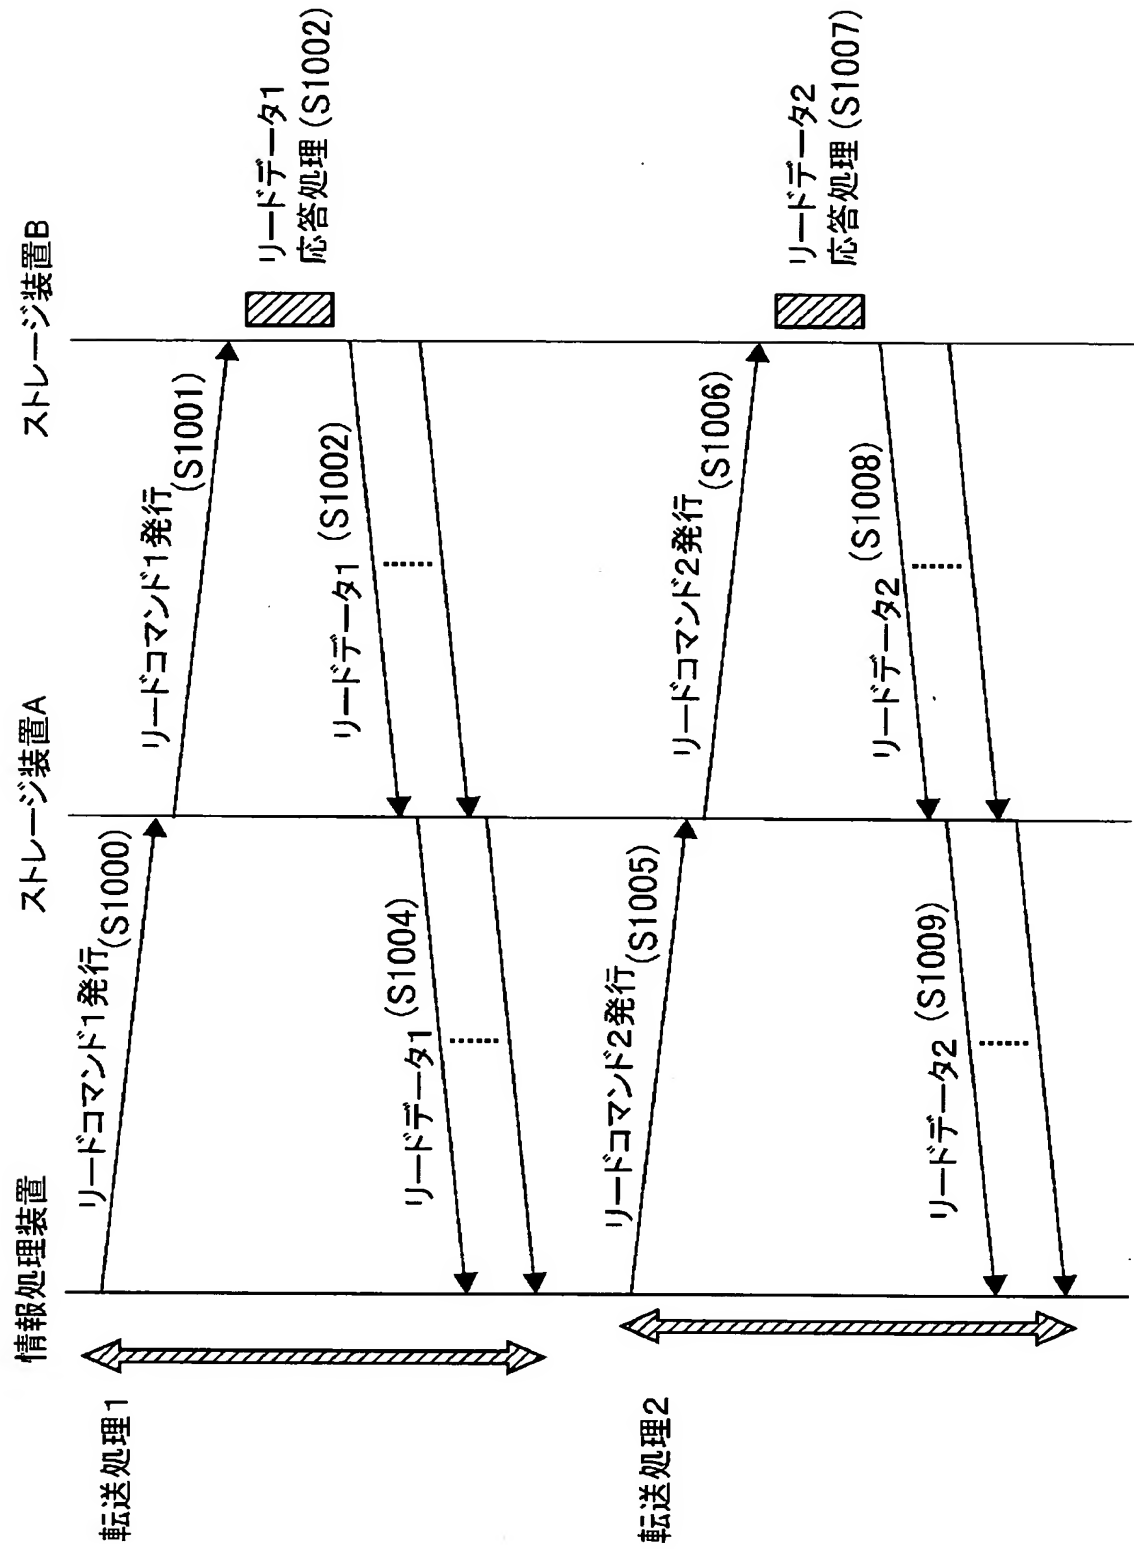 情報処理装置
ストレージ装置A
ストレージ装置B
転送処理1
リードコマンド1発行
(S1000)
リードコマンド1発行
(S1001)
リードデータ1
応答処理(S1002)
リードデータ1 (S1002)
リードデータ1 (S1004)
転送処理2
リードコマンド2発行
(S1005)
リードコマンド2発行
(S1006)
リードデータ2
応答処理(S1007)
リードデータ2 (S1008)
リードデータ2 (S1009)